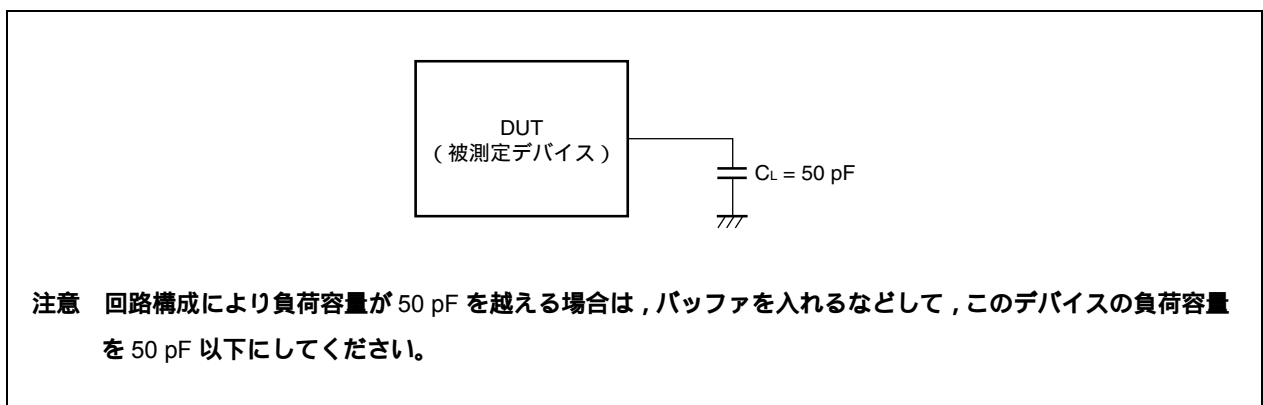 DUT
(被測定デバイス)
CL = 50 pF
注意 回路構成により負荷容量が 50 pF を越える場合は,バッファを入れるなどして,このデバイスの負荷容量
を 50 pF 以下にしてください。